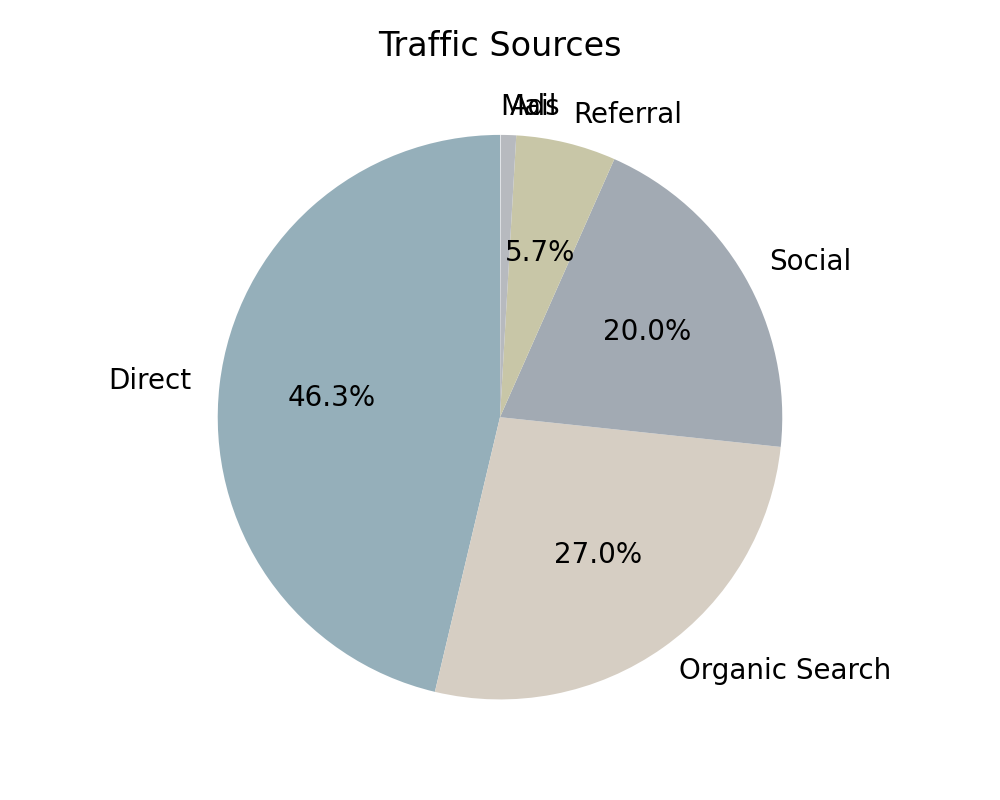 Traffic Sources
Mail
Ads
Referral
5.7%
Social
20.0%
Direct
46.3%
27.0%
Organic Search